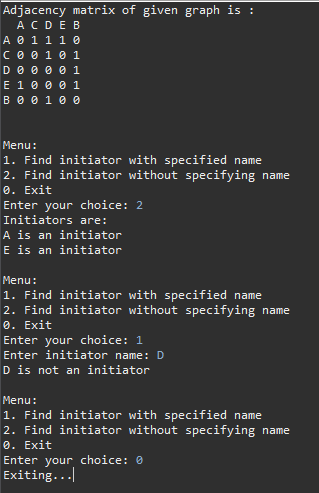 Adjacency matrix of given graph is :
  A C D E B
A 0 1 1 1 0
C 0 0 1 0 1
D 0 0 0 0 1
E 1 0 0 0 1
B 0 0 1 0 0
Menu:
1. Find initiator with specified name
2. Find initiator without specifying name
0. Exit
Enter your choice: 2
Initiators are:
A is an initiator
E is an initiator
Menu:
1. Find initiator with specified name
2. Find initiator without specifying name
0. Exit
Enter your choice: 1
Enter initiator name: D
D is not an initiator
Menu:
1. Find initiator with specified name
2. Find initiator without specifying name
0. Exit
Enter your choice: 0
Exiting...